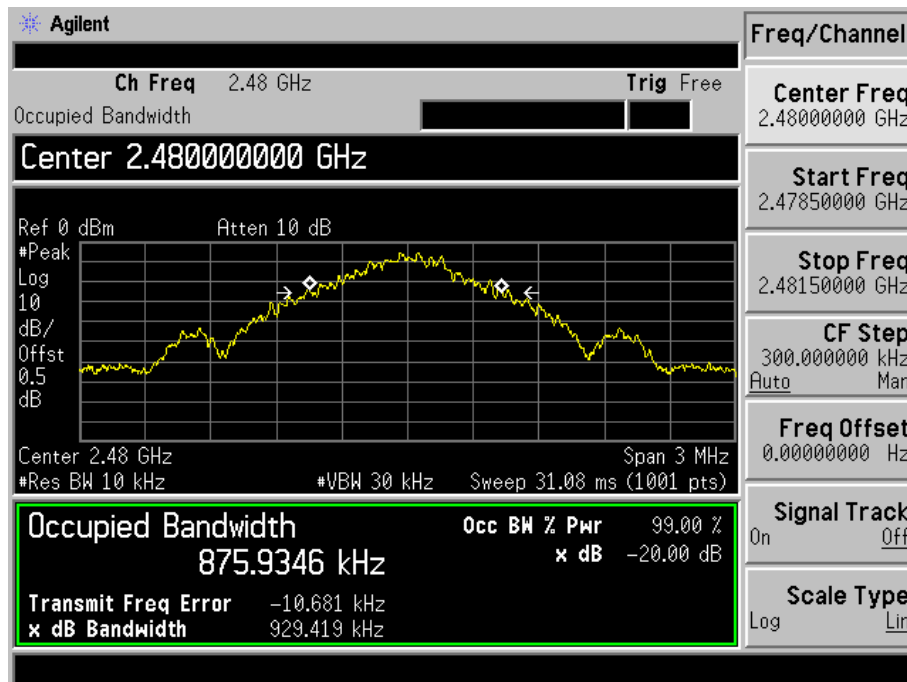 Agilent
Freq/Channel
Ch Freq 2.48 GHz Trig Free
Occupied Bandwidth
Center 2.480000000 GHz
Ref 0 dBm Atten 10 dB
#Peak
Log
10
dB/
Offst
0.5
dB
Center 2.48 GHz Span 3 MHz
#Res BW 10 kHz #VBW 30 kHz Sweep 31.08 ms (1001 pts)
Occupied Bandwidth
875.9346 kHz
Occ BW % Pwr 99.00 %
x dB -20.00 dB
Transmit Freq Error -10.681 kHz
x dB Bandwidth 929.419 kHz
Center Freq
2.48000000 GHz
Start Freq
2.47850000 GHz
Stop Freq
2.48150000 GHz
CF Step
300.000000 kHz
Auto Man
Freq Offset
0.00000000 Hz
Signal Track
On Off
Scale Type
Log Lin